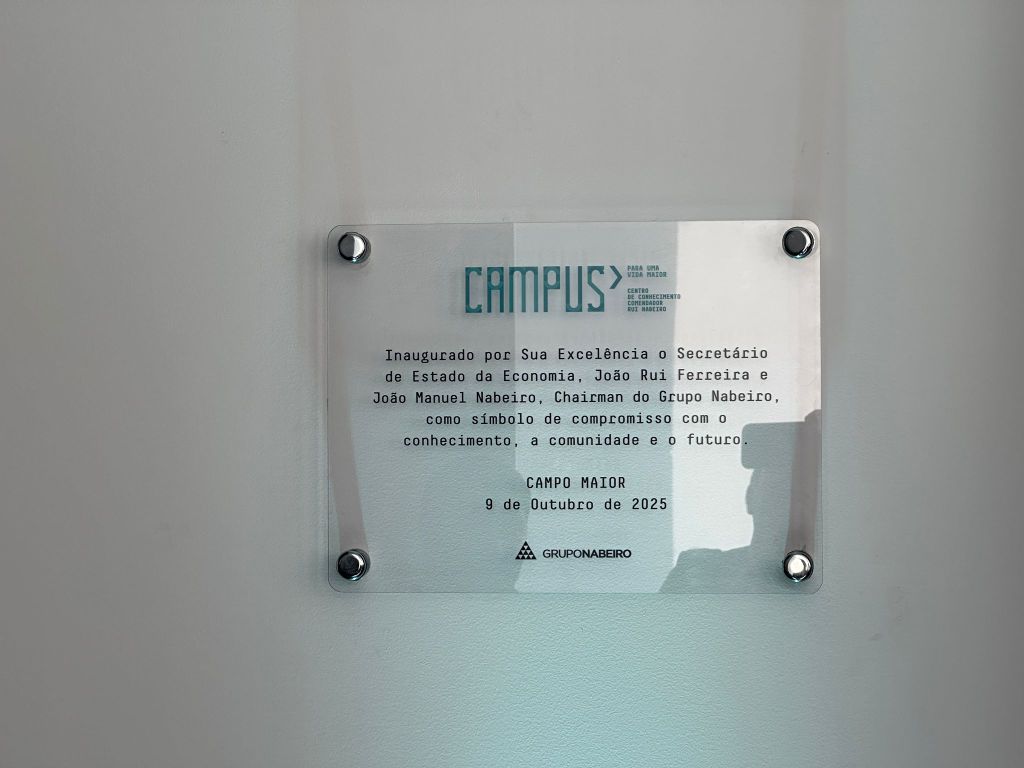 CAMPUS>
PARA UMA
VIDA MAIOR
CENTRO
DE CONHECIMENTO
COMENDADOR
RUI NABEIRO
Inaugurado por Sua Excelência o Secretário
de Estado da Economia, João Rui Ferreira e
João Manuel Nabeiro, Chairman do Grupo Nabeiro,
como símbolo de compromisso com o
conhecimento, a comunidade e o futuro.
CAMPO MAIOR
9 de Outubro de 2025
GRUPONABEIRO